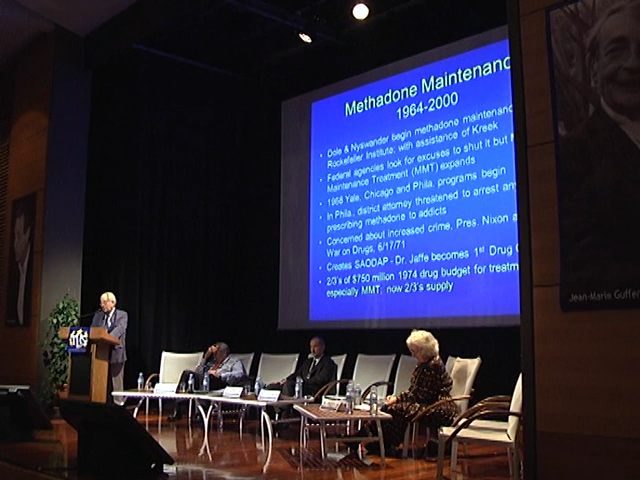 Methadone Maintenanc
1964-2000
• Dole & Nyswander begin methadone maintenanc
Rockefeller Institute; with assistance of Kreek
• Federal agencies look for excuses to shut it but
Maintenance Treatment (MMT) expands
• 1968 Yale, Chicago and Phila, programs begin
• In Phila., district attorney threatened to arrest any
prescribing methadone to addicts
• Concerned about increased crime, Pres. Nixon
War on Drugs, 6/17/71
• Creates SAODAP - Dr. Jaffe becomes 1st Drug
• 2/3's of $750 million 1974 drug budget for treatm
especially MMT; now 2/3's supply
Jean-Marie Guffer